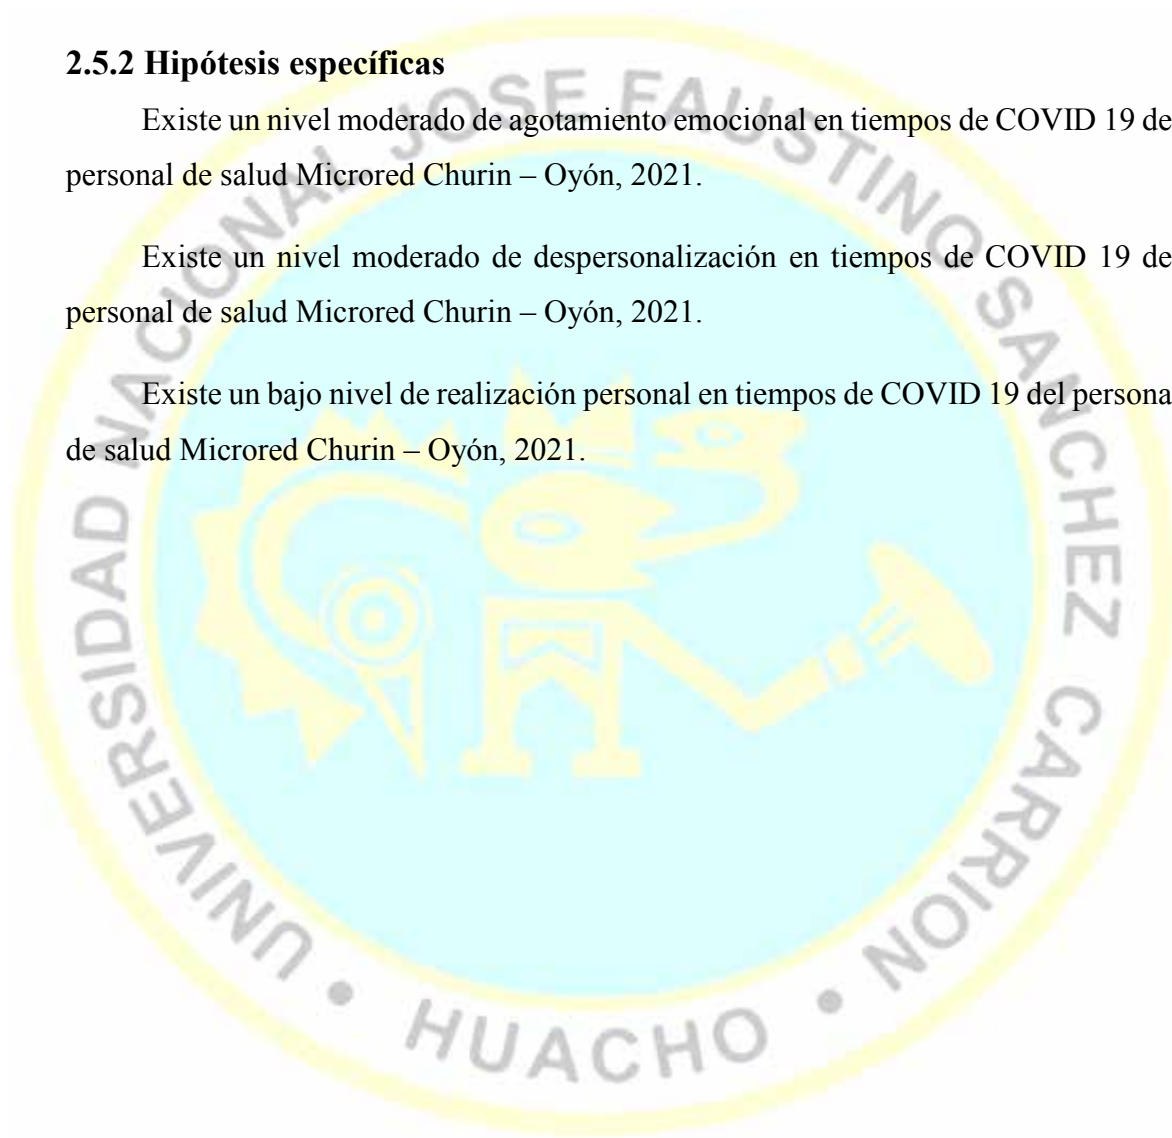 2.5.2 Hipótesis específicas
Existe un nivel moderado de agotamiento emocional en tiempos de COVID 19 de
personal de salud Microred Churin – Oyón, 2021.
Existe un nivel moderado de despersonalización en tiempos de COVID 19 de
personal de salud Microred Churin – Oyón, 2021.
Existe un bajo nivel de realización personal en tiempos de COVID 19 del persona
de salud Microred Churin – Oyón, 2021.
UNIVERSIDAD NACIONAL JOSE FAUSTINO SANCHEZ CARRION
• HUACHO •